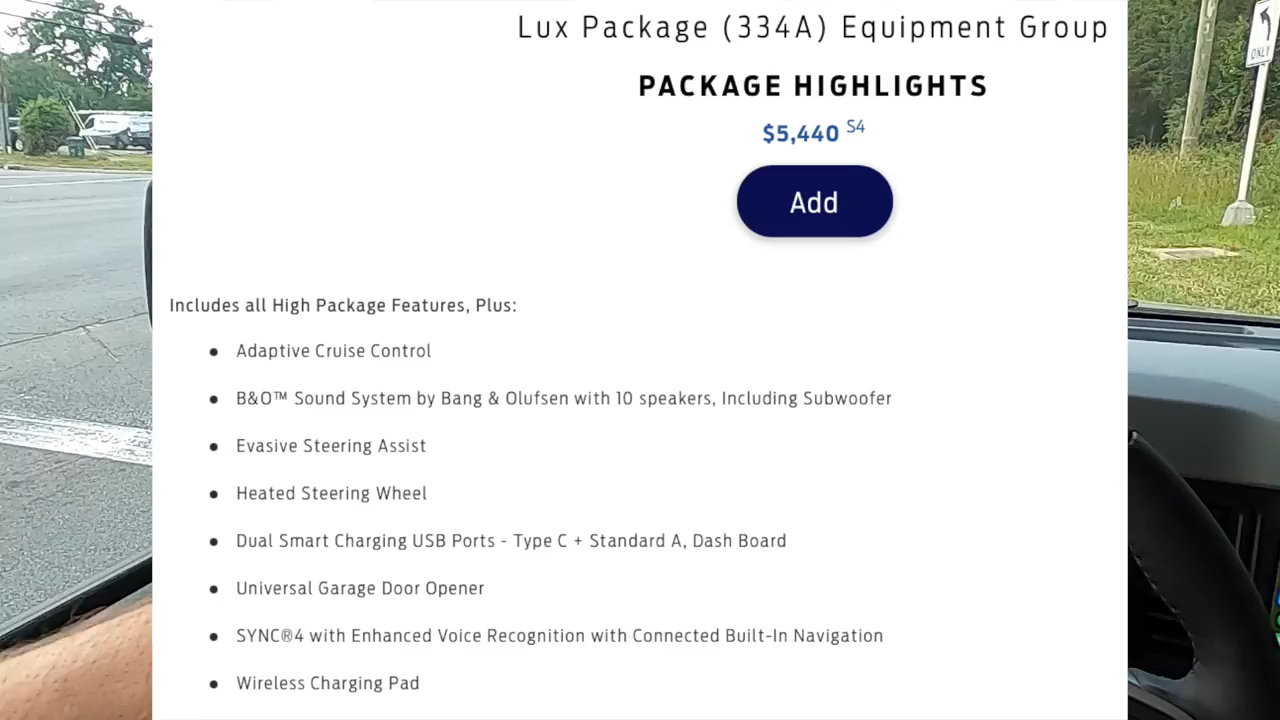 Lux Package (334A) Equipment Group
PACKAGE HIGHLIGHTS
$5,440 S4
Add
Includes all High Package Features, Plus:
● Adaptive Cruise Control
● B&O™ Sound System by Bang & Olufsen with 10 speakers, Including Subwoofer
● Evasive Steering Assist
● Heated Steering Wheel
● Dual Smart Charging USB Ports - Type C + Standard A, Dash Board
● Universal Garage Door Opener
● SYNC®4 with Enhanced Voice Recognition with Connected Built-In Navigation
● Wireless Charging Pad
ONLY